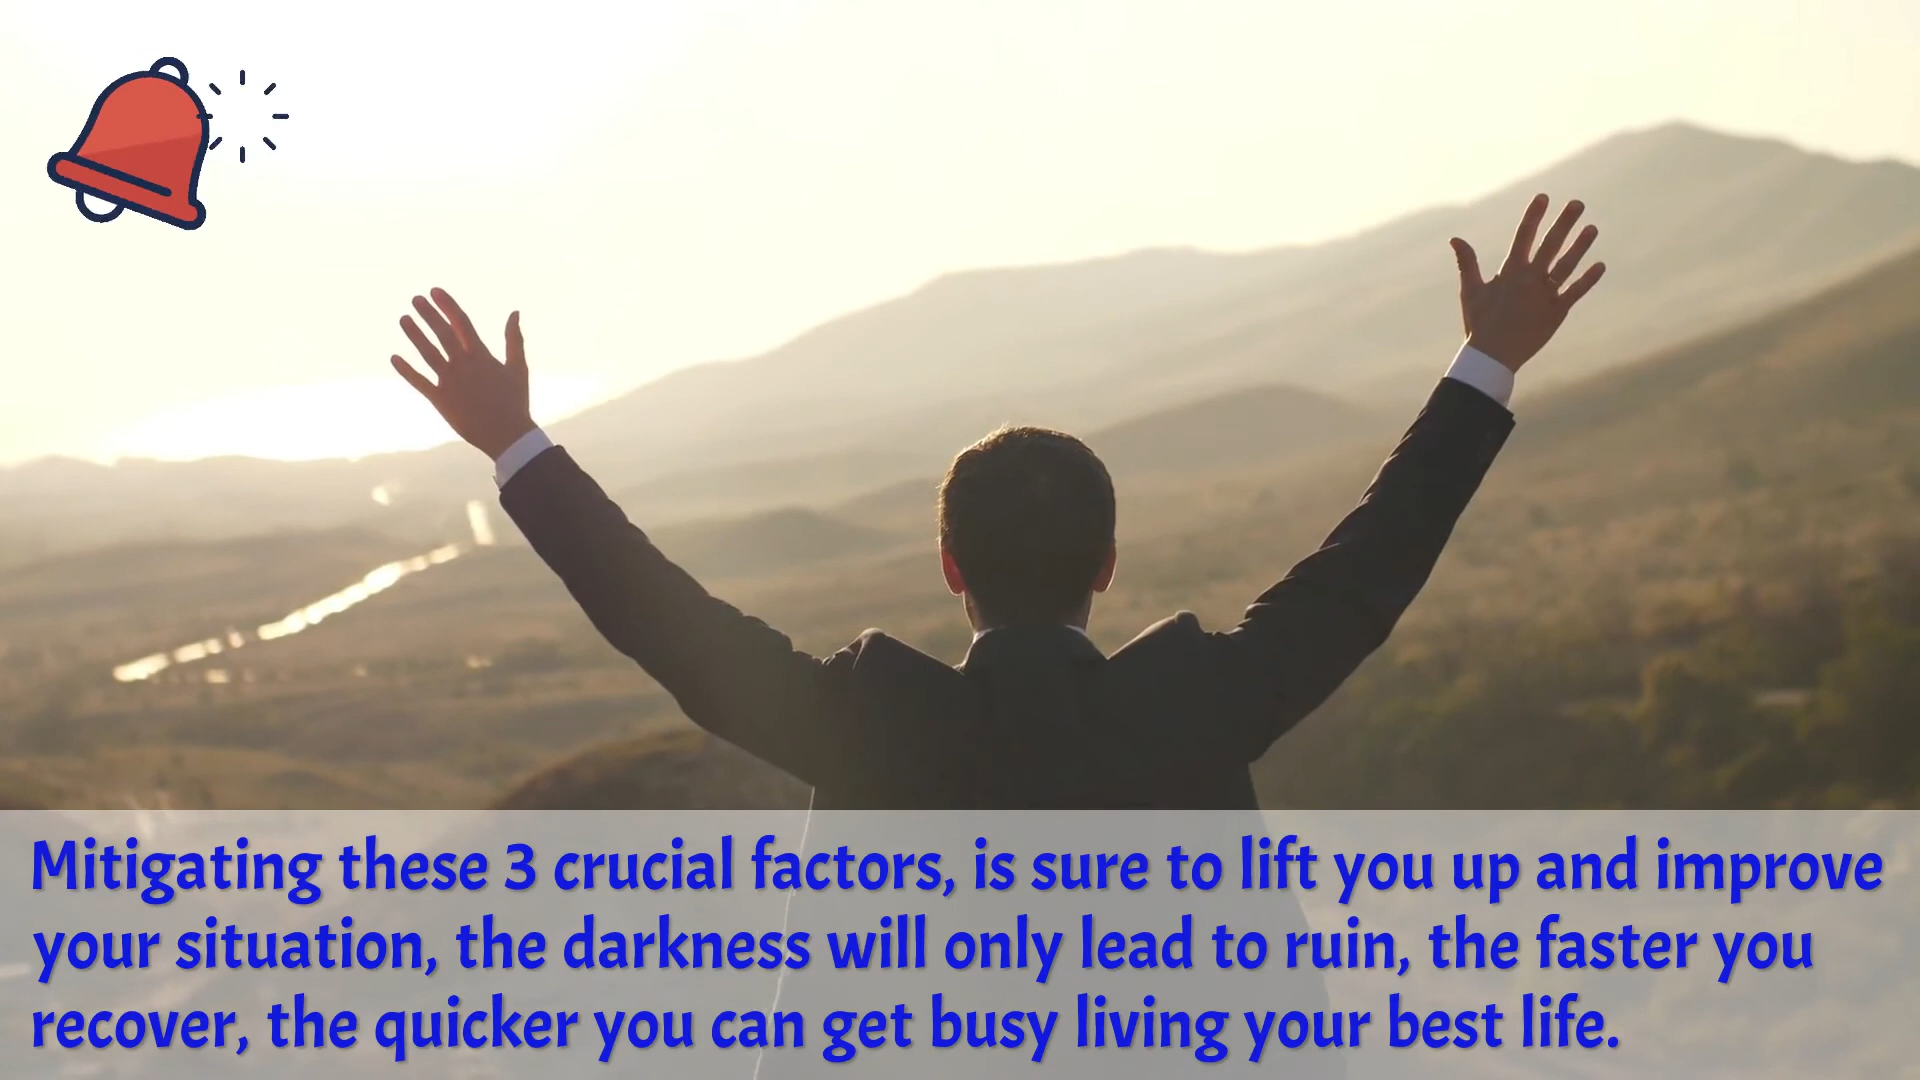 Mitigating these 3 crucial factors, is sure to lift you up and improve
your situation, the darkness will only lead to ruin, the faster you
recover, the quicker you can get busy living your best life.